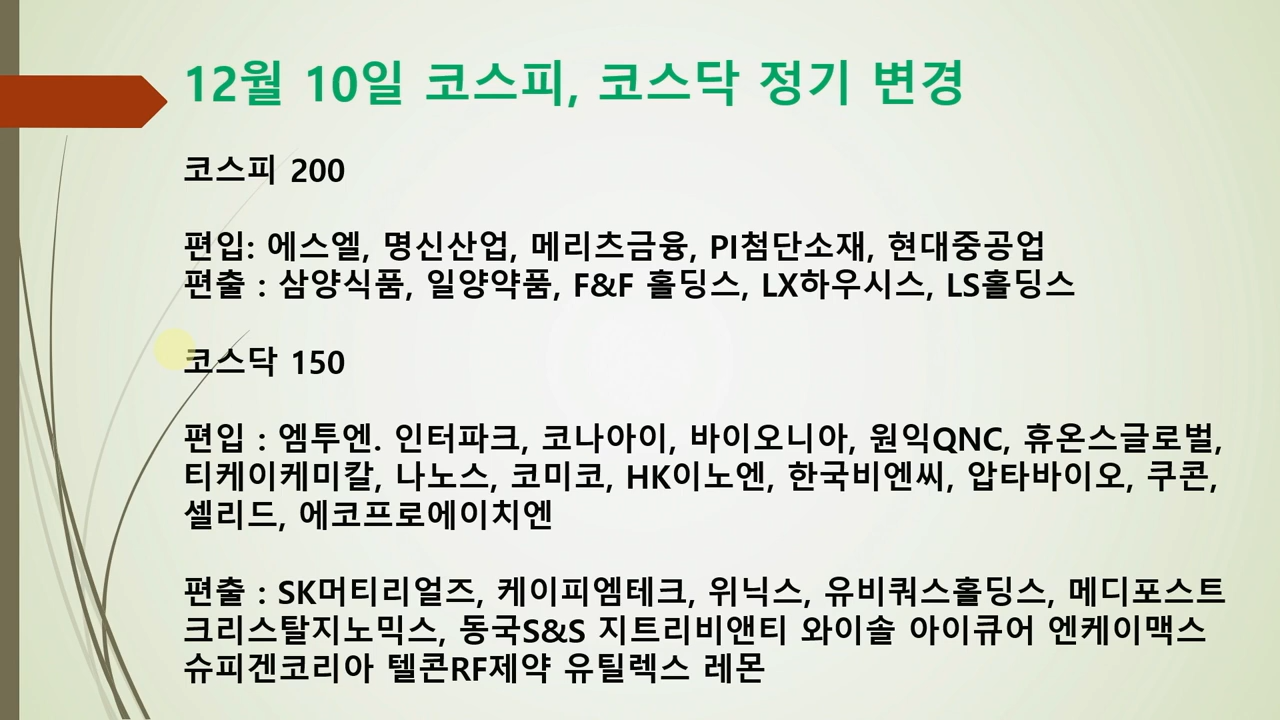 12월 10일 코스피, 코스닥 정기 변경
코스피 200
편입: 에스엘, 명신산업, 메리츠금융, PI첨단소재, 현대중공업
편출 : 삼양식품, 일양약품, F&F 홀딩스, LX하우시스, LS홀딩스
코스닥 150
편입 : 엠투엔. 인터파크, 코나아이, 바이오니아, 원익QNC, 휴온스글로벌,
티케이케미칼, 나노스, 코미코, HK이노엔, 한국비엔씨, 압타바이오, 쿠콘,
셀리드, 에코프로에이치엔
편출 : SK머티리얼즈, 케이피엠테크, 위닉스, 유비쿼스홀딩스, 메디포스트
크리스탈지노믹스, 동국S&S 지트리비앤티 와이솔 아이큐어 엔케이맥스
슈피겐코리아 텔콘RF제약 유틸렉스 레몬